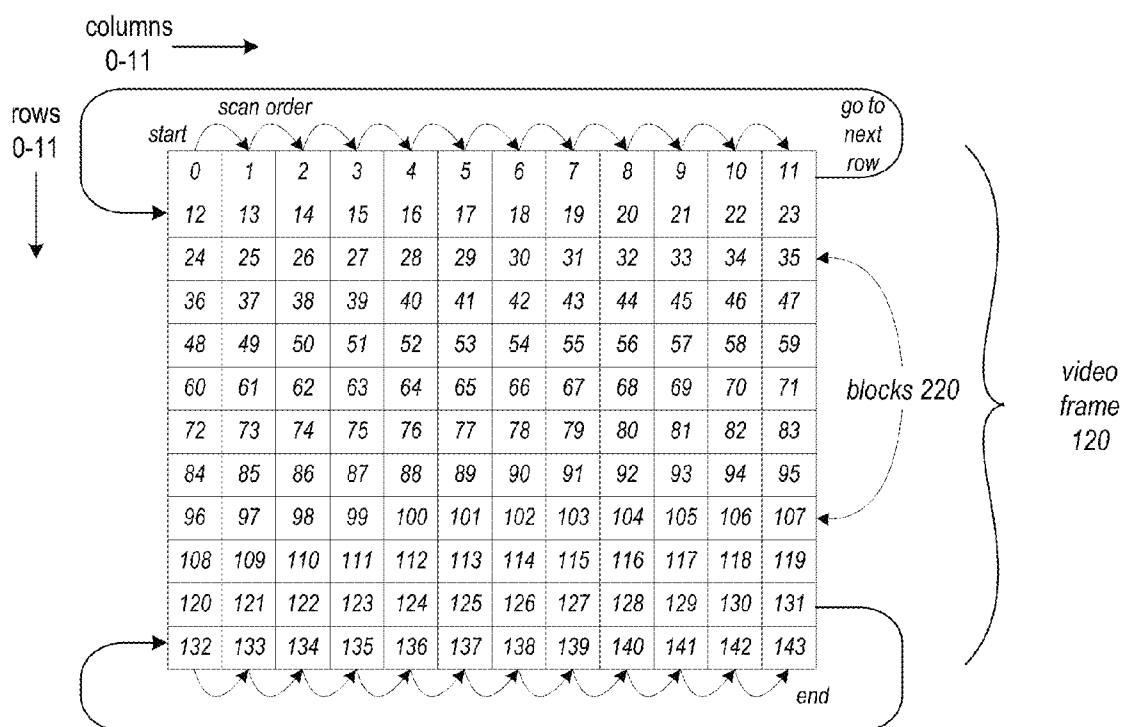 columns
0-11
rows
0-11
scan order
start
go to
next
row
0 1 2 3 4 5 6 7 8 9 10 11
12 13 14 15 16 17 18 19 20 21 22 23
24 25 26 27 28 29 30 31 32 33 34 35
36 37 38 39 40 41 42 43 44 45 46 47
48 49 50 51 52 53 54 55 56 57 58 59
60 61 62 63 64 65 66 67 68 69 70 71
72 73 74 75 76 77 78 79 80 81 82 83
84 85 86 87 88 89 90 91 92 93 94 95
96 97 98 99 100 101 102 103 104 105 106 107
108 109 110 111 112 113 114 115 116 117 118 119
120 121 122 123 124 125 126 127 128 129 130 131
132 133 134 135 136 137 138 139 140 141 142 143
blocks 220
video
frame
120
end